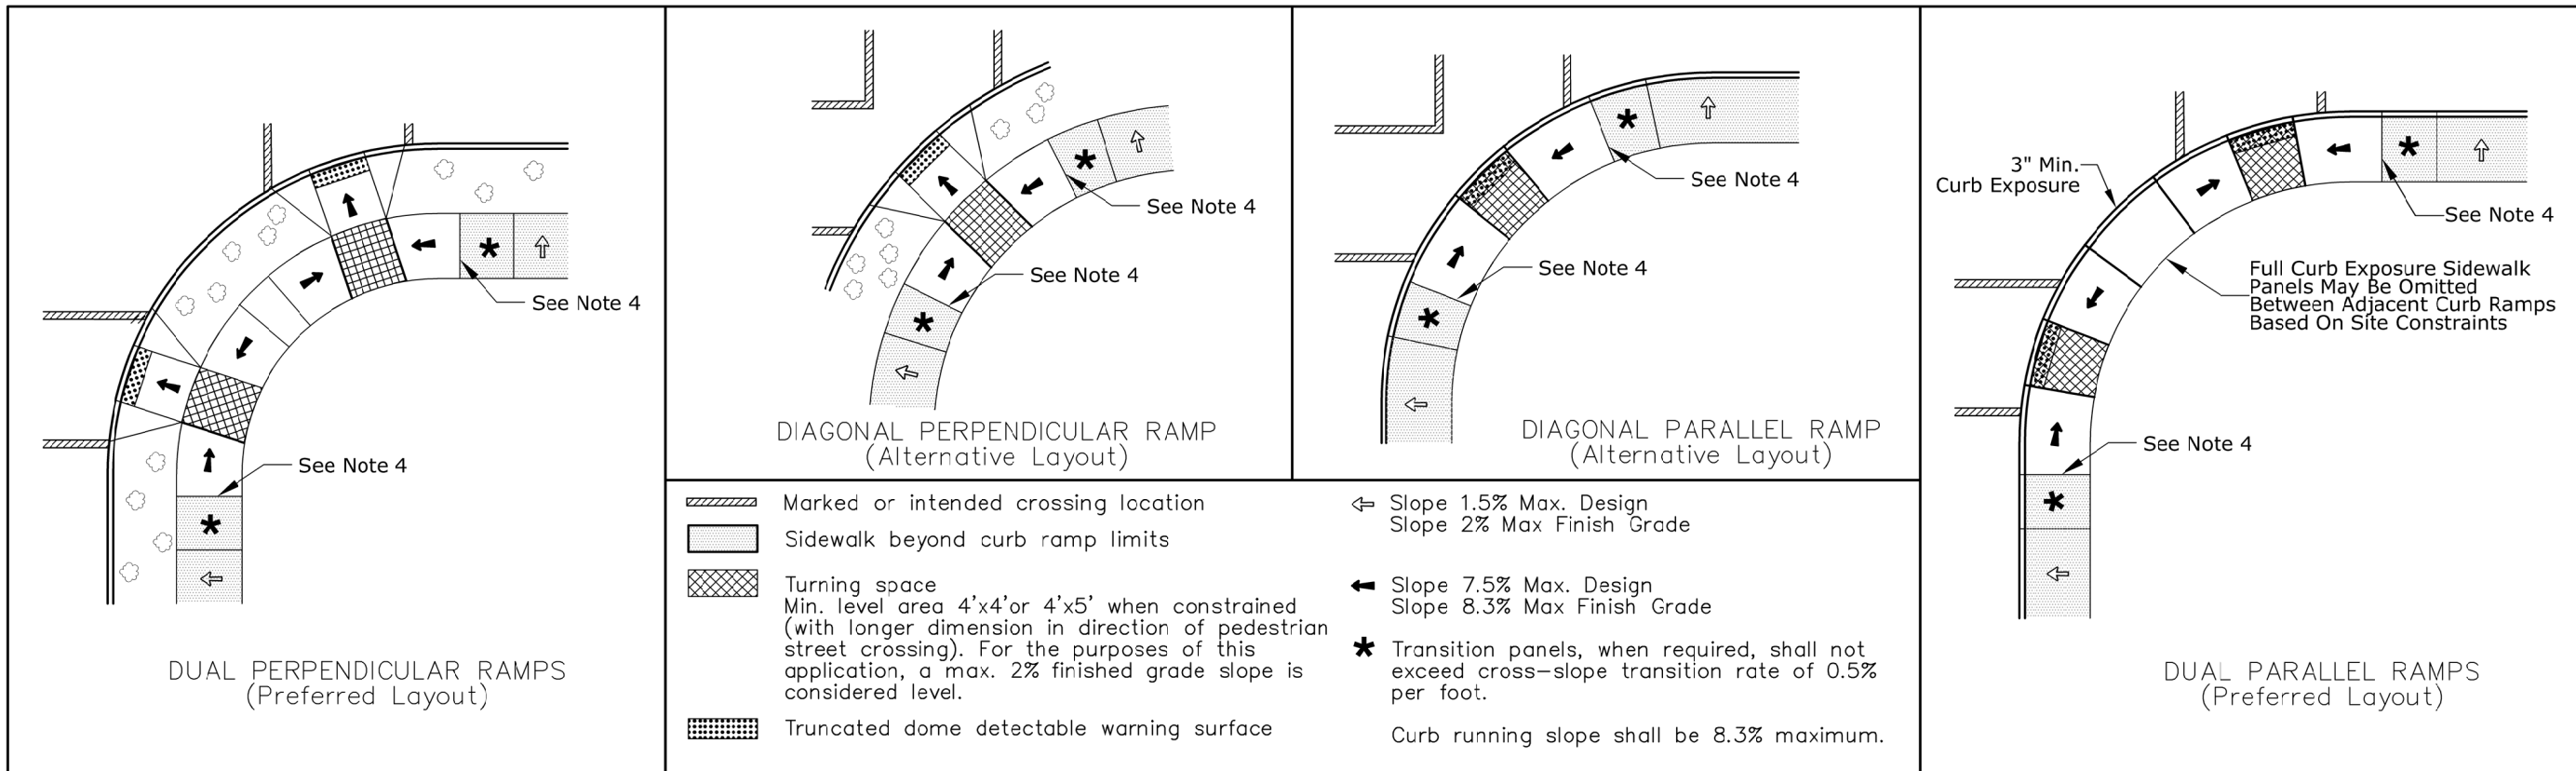 See Note 4
See Note 4
DUAL PERPENDICULAR RAMPS
(Preferred Layout)
See Note 4
See Note 4
DIAGONAL PERPENDICULAR RAMP
(Alternative Layout)
See Note 4
See Note 4
DIAGONAL PARALLEL RAMP
(Alternative Layout)
Marked or intended crossing location
Sidewalk beyond curb ramp limits
Turning space
Min. level area 4'x4'or 4'x5' when constrained
(with longer dimension in direction of pedestrian
street crossing). For the purposes of this
application, a max. 2% finished grade slope is
considered level.
Truncated dome detectable warning surface
Slope 1.5% Max. Design
Slope 2% Max Finish Grade
Slope 7.5% Max. Design
Slope 8.3% Max Finish Grade
* Transition panels, when required, shall not
exceed cross-slope transition rate of 0.5%
per foot.
Curb running slope shall be 8.3% maximum.
3" Min.
Curb Exposure
See Note 4
Full Curb Exposure Sidewalk
Panels May Be Omitted
Between Adjacent Curb Ramps
Based On Site Constraints
See Note 4
DUAL PARALLEL RAMPS
(Preferred Layout)